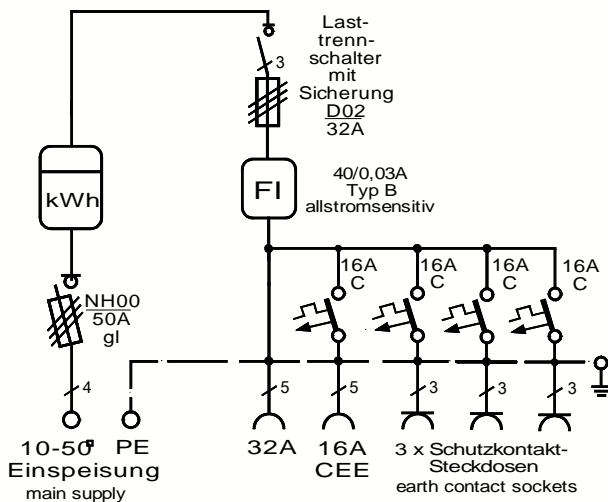 Last-
trenn-
schalter
mit
Sicherung
D02
32A
3
kWh
FI
40/0,03A
Typ B
allstromsensitiv
16A
C
16A
C
16A
C
16A
C
NH00
50A
gl
4
5
5
3
3
3
10-50
PE
Einspeisung
main supply
32A
16A
CEE
3 x Schutzkontakt-
Steckdosen
earth contact sockets